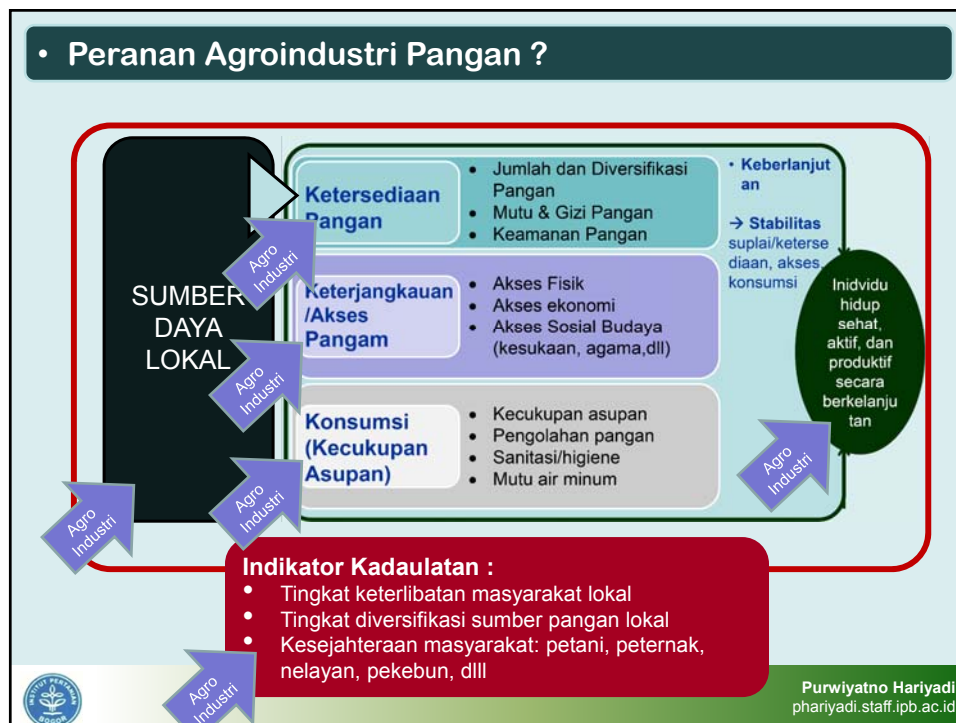 • Peranan Agroindustri Pangan ?
SUMBER
DAYA
LOKAL
Ketersediaan
Pangan
• Jumlah dan Diversifikasi
Pangan
• Mutu & Gizi Pangan
• Keamanan Pangan
Agro
Industri
Keterjangkauan
/Akses
Pangam
• Akses Fisik
• Akses ekonomi
• Akses Sosial Budaya
(kesukaan, agama,dll)
Agro
Industri
Konsumsi
(Kecukupan
Asupan)
• Kecukupan asupan
• Pengolahan pangan
• Sanitasi/higiene
• Mutu air minum
Agro
Industri
• Keberlanjut
an
→ Stabilitas
suplai/keterse
diaan, akses,
konsumsi
Inidvidu
hidup
sehat,
aktif, dan
produktif
secara
berkelanju
tan
Agro
Industri
Agro
Industri
Indikator Kadaulatan :
• Tingkat keterlibatan masyarakat lokal
• Tingkat diversifikasi sumber pangan lokal
• Kesejahteraan masyarakat: petani, peternak,
nelayan, pekebun, dlll
Agro
Industri
INSTITUT PERTANIAN
BOGOR
Purwiyatno Hariyadi
phariyadi.staff.ipb.ac.id